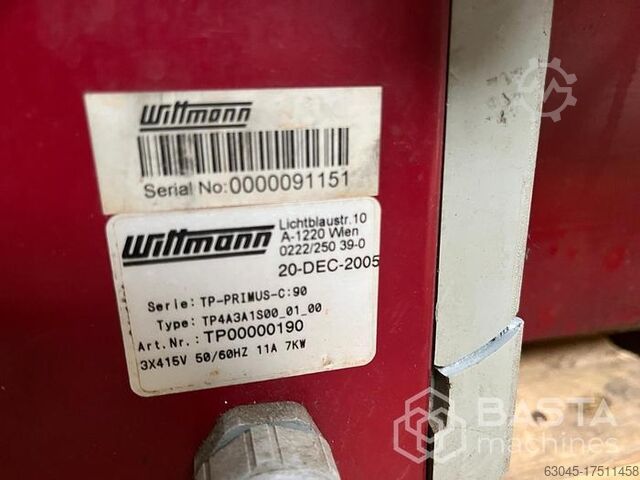 Wittmann
Serial No:0000091151
Wittmann
Lichtblaustr.10
A-1220 Wien
0222/250 39-0
20-DEC-2005
Serie: TP-PRIMUS-C:90
Type: TP4A3A1S00_01_00
Art.Nr.: TP00000190
3X415V 50/60HZ 11A 7KW
BASTA
machines
63045-17511458